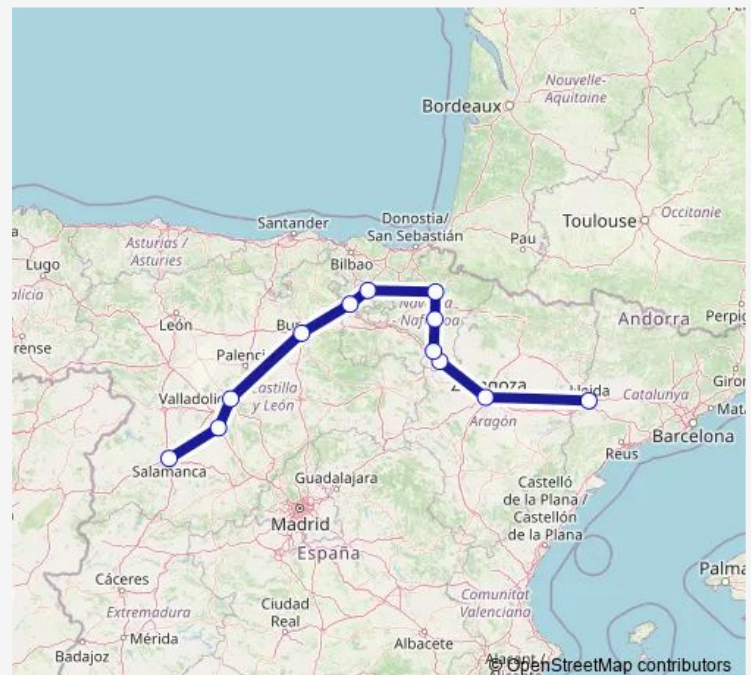 Bordeaux
Nouvelle-
Aquitaine
Toulouse
Occitanie
Donostia/
San Sebastián
Santander
Pau
Asturias /
Asturies
Lugo
Bilbao
León
Andorra
Palencia
Valladolid
Castilla
y León
Zaragoza
Aragón
Catalunya
Barcelona
Reus
Salamanca
Guadalajara
Madrid
España
Castelló
de la Plana /
Castellón
de la Plana
Cáceres
Extremadura
Mérida
Badajoz
Ciudad
Real
Albacete
Comunitat
Valenciana
Palma
© OpenStreetMap contributors